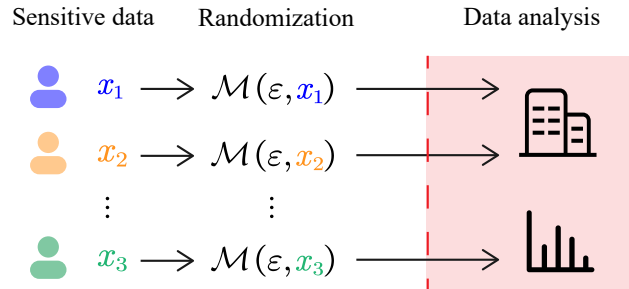 Sensitive data Randomization Data analysis
x₁ ℳ(ε,x₁)
x₂ ℳ(ε,x₂)
⋮ ⋮
x₃ ℳ(ε,x₃)